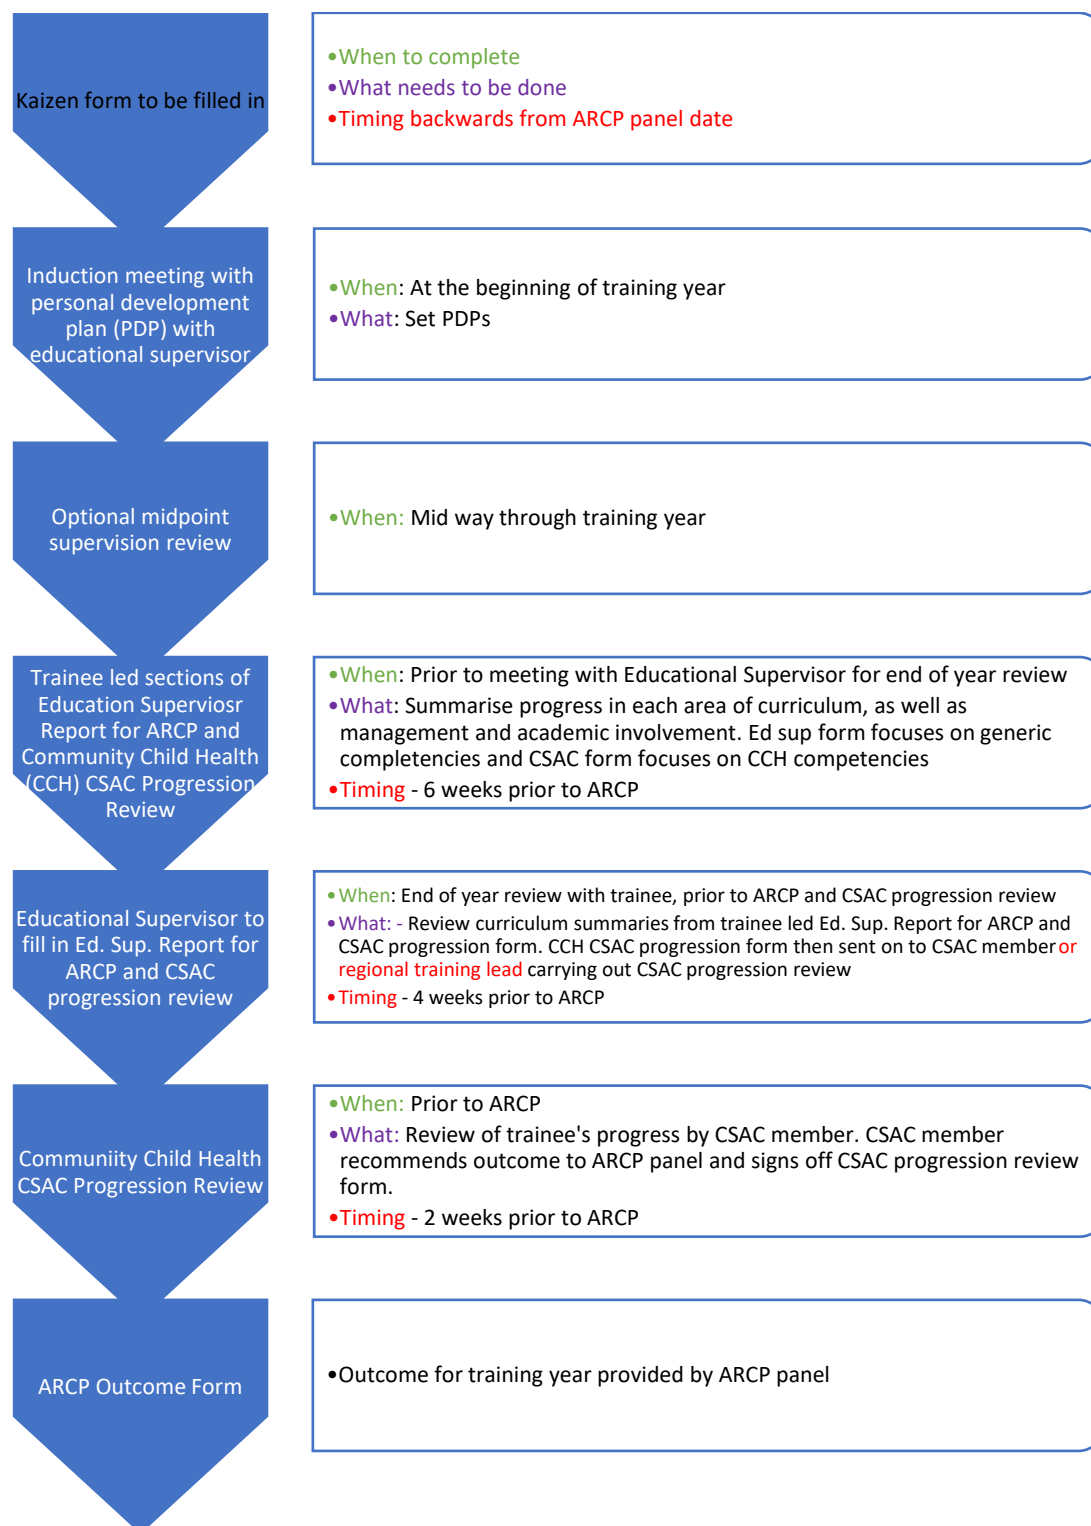 Kaizen form to be filled in
•When to complete
•What needs to be done
•Timing backwards from ARCP panel date
Induction meeting with
personal development
plan (PDP) with
educational supervisor
•When: At the beginning of training year
•What: Set PDPs
Optional midpoint
supervision review
•When: Mid way through training year
Trainee led sections of
Education Superviosr
Report for ARCP and
Community Child Health
(CCH) CSAC Progression
Review
•When: Prior to meeting with Educational Supervisor for end of year review
•What: Summarise progress in each area of curriculum, as well as
management and academic involvement. Ed sup form focuses on generic
competencies and CSAC form focuses on CCH competencies
•Timing - 6 weeks prior to ARCP
Educational Supervisor to
fill in Ed. Sup. Report for
ARCP and CSAC
progression review
•When: End of year review with trainee, prior to ARCP and CSAC progression review
•What: - Review curriculum summaries from trainee led Ed. Sup. Report for ARCP and
CSAC progression form. CCH CSAC progression form then sent on to CSAC member or
regional training lead carrying out CSAC progression review
•Timing - 4 weeks prior to ARCP
Communiity Child Health
CSAC Progression Review
•When: Prior to ARCP
•What: Review of trainee's progress by CSAC member. CSAC member
recommends outcome to ARCP panel and signs off CSAC progression review
form.
•Timing - 2 weeks prior to ARCP
ARCP Outcome Form
•Outcome for training year provided by ARCP panel